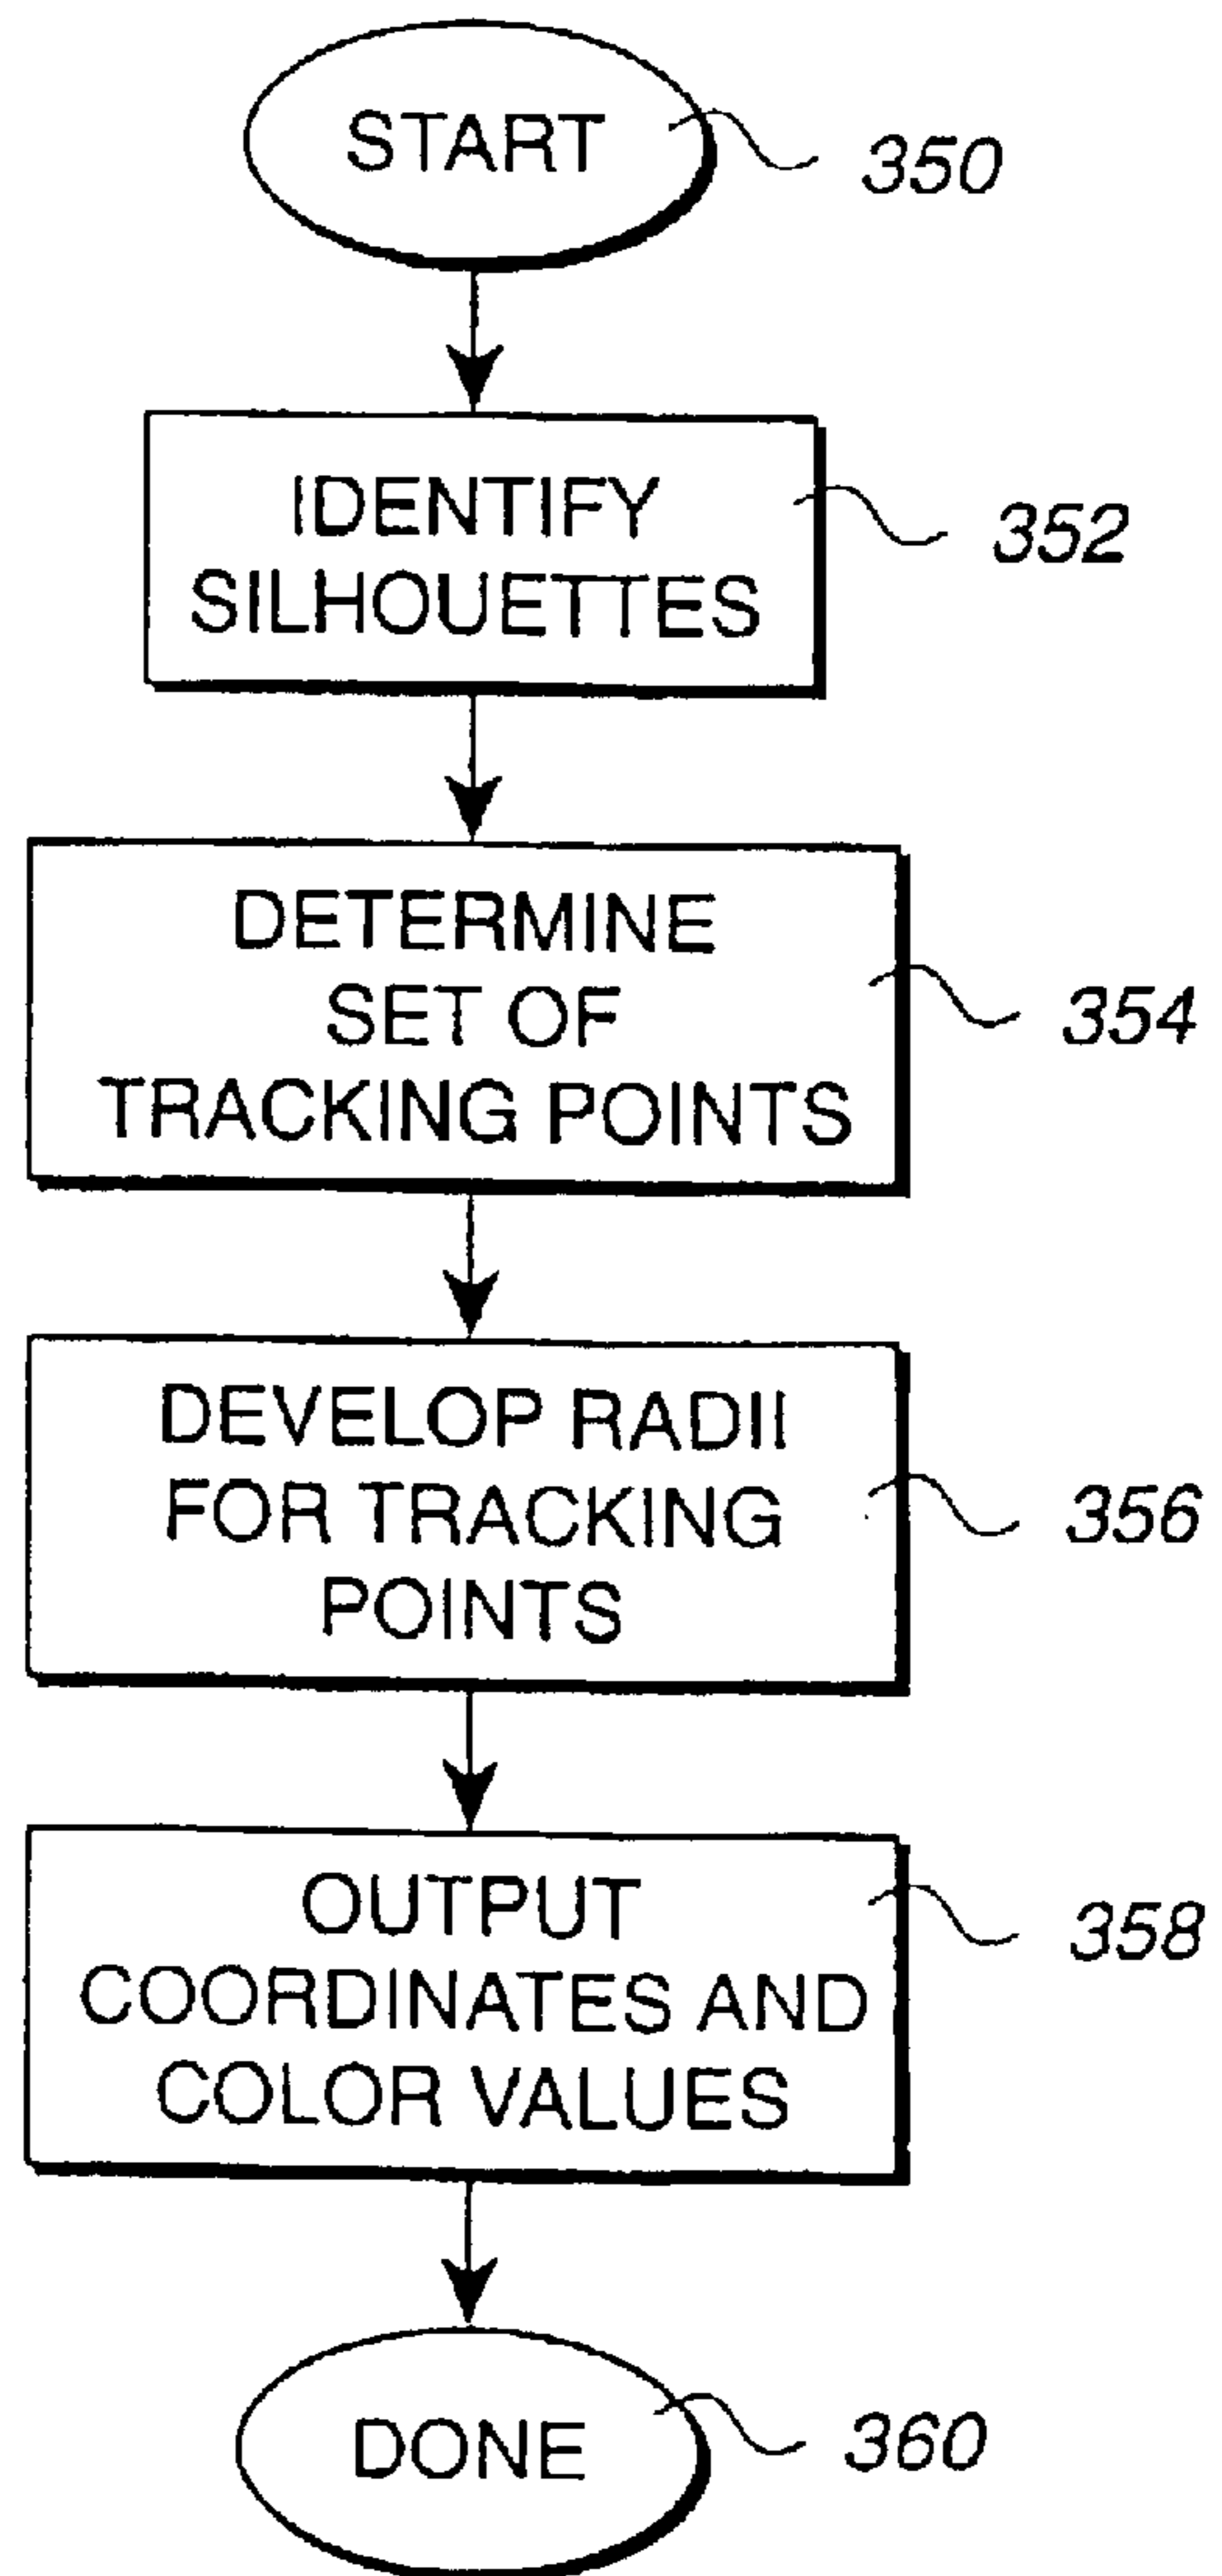 START
350
IDENTIFY
SILHOUETTES
352
DETERMINE
SET OF
TRACKING POINTS
354
DEVELOP RADII
FOR TRACKING
POINTS
356
OUTPUT
COORDINATES AND
COLOR VALUES
358
DONE
360